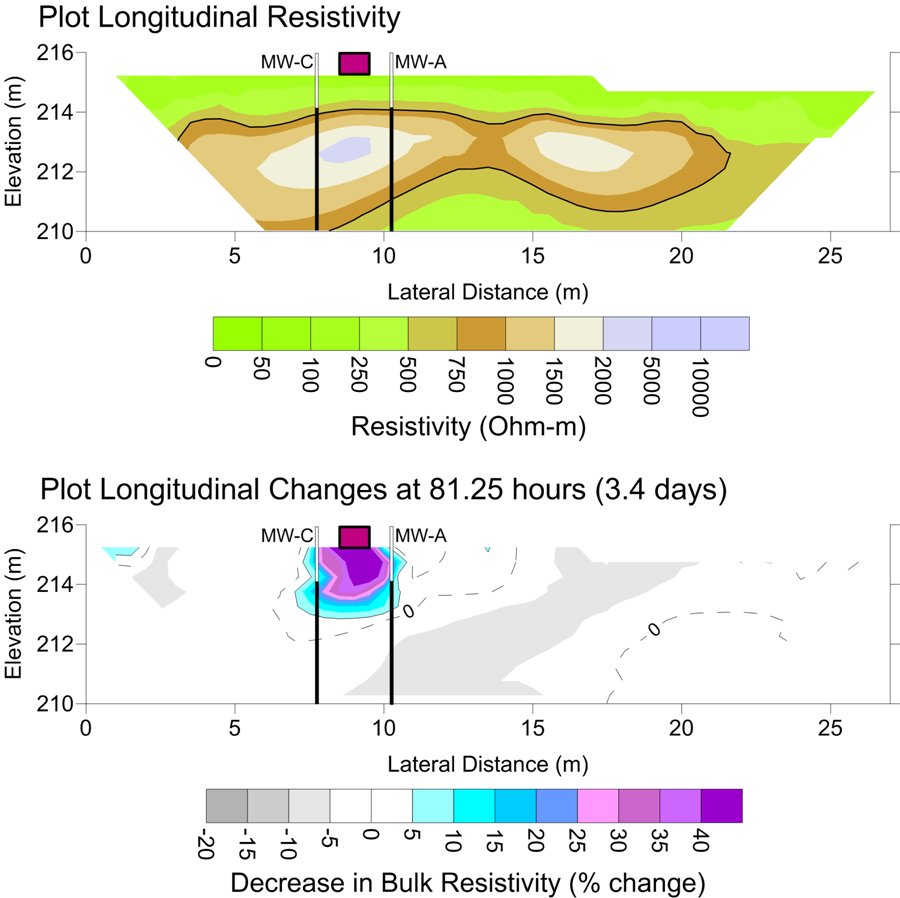 Plot Longitudinal Resistivity
216
214
212
210
Elevation (m)
MW-C
MW-A
0 5 10 15 20 25
Lateral Distance (m)
0 50 100 250 500 750 1000 1500 2000 5000 10000
Resistivity (Ohm-m)
Plot Longitudinal Changes at 81.25 hours (3.4 days)
216
214
212
210
Elevation (m)
MW-C
MW-A
0
0
0 5 10 15 20 25
Lateral Distance (m)
-20 -15 -10 -5 0 5 10 15 20 25 30 35 40
Decrease in Bulk Resistivity (% change)